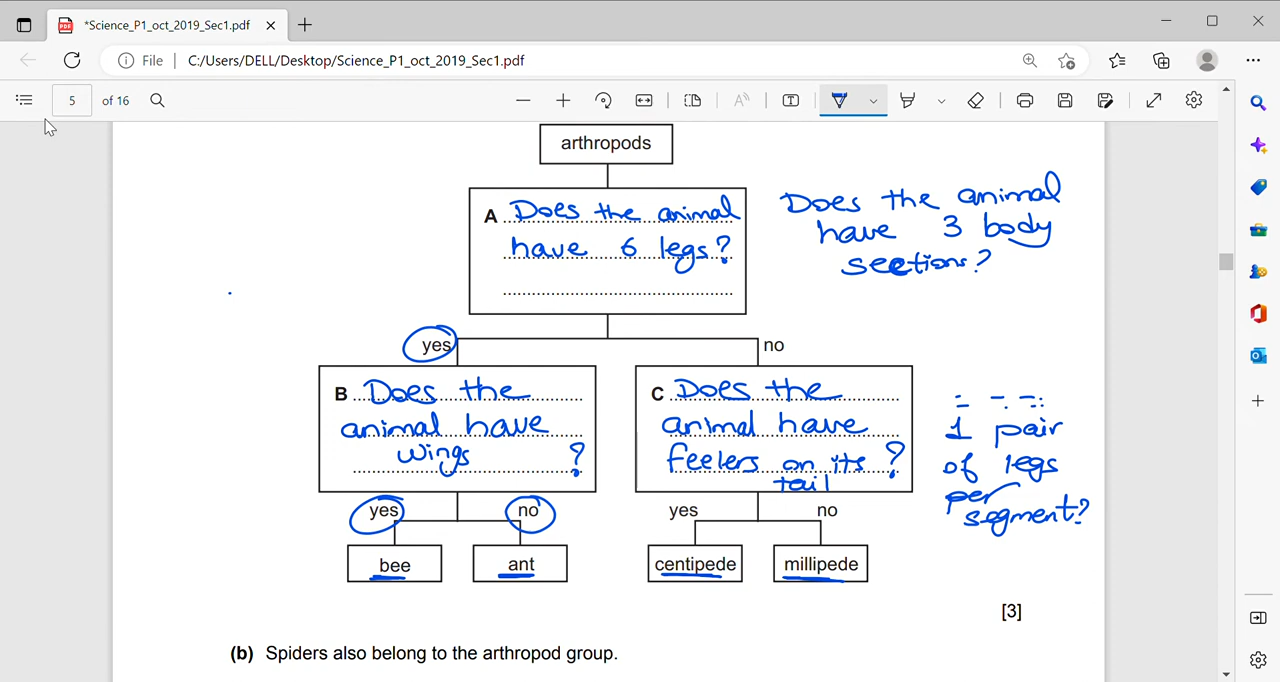 *Science_P1_oct_2019_Sec1.pdf
File
C:/Users/DELL/Desktop/Science_P1_oct_2019_Sec1.pdf
5 of 16
arthropods
A Does the animal
have 6 legs?
Does the animal
have 3 body
sections?
yes
no
B Does the
animal have
wings ?
C Does the
animal have
feelers on its ?
tail
1 pair
of legs
per
segment?
yes no
yes no
bee
ant
centipede
millipede
[3]
(b) Spiders also belong to the arthropod group.